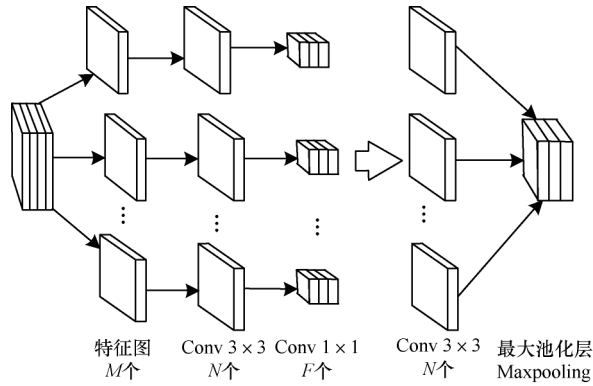 特征图
M个
Conv 3 × 3
N个
Conv 1 × 1
F个
Conv 3 × 3
N个
最大池化层
Maxpooling